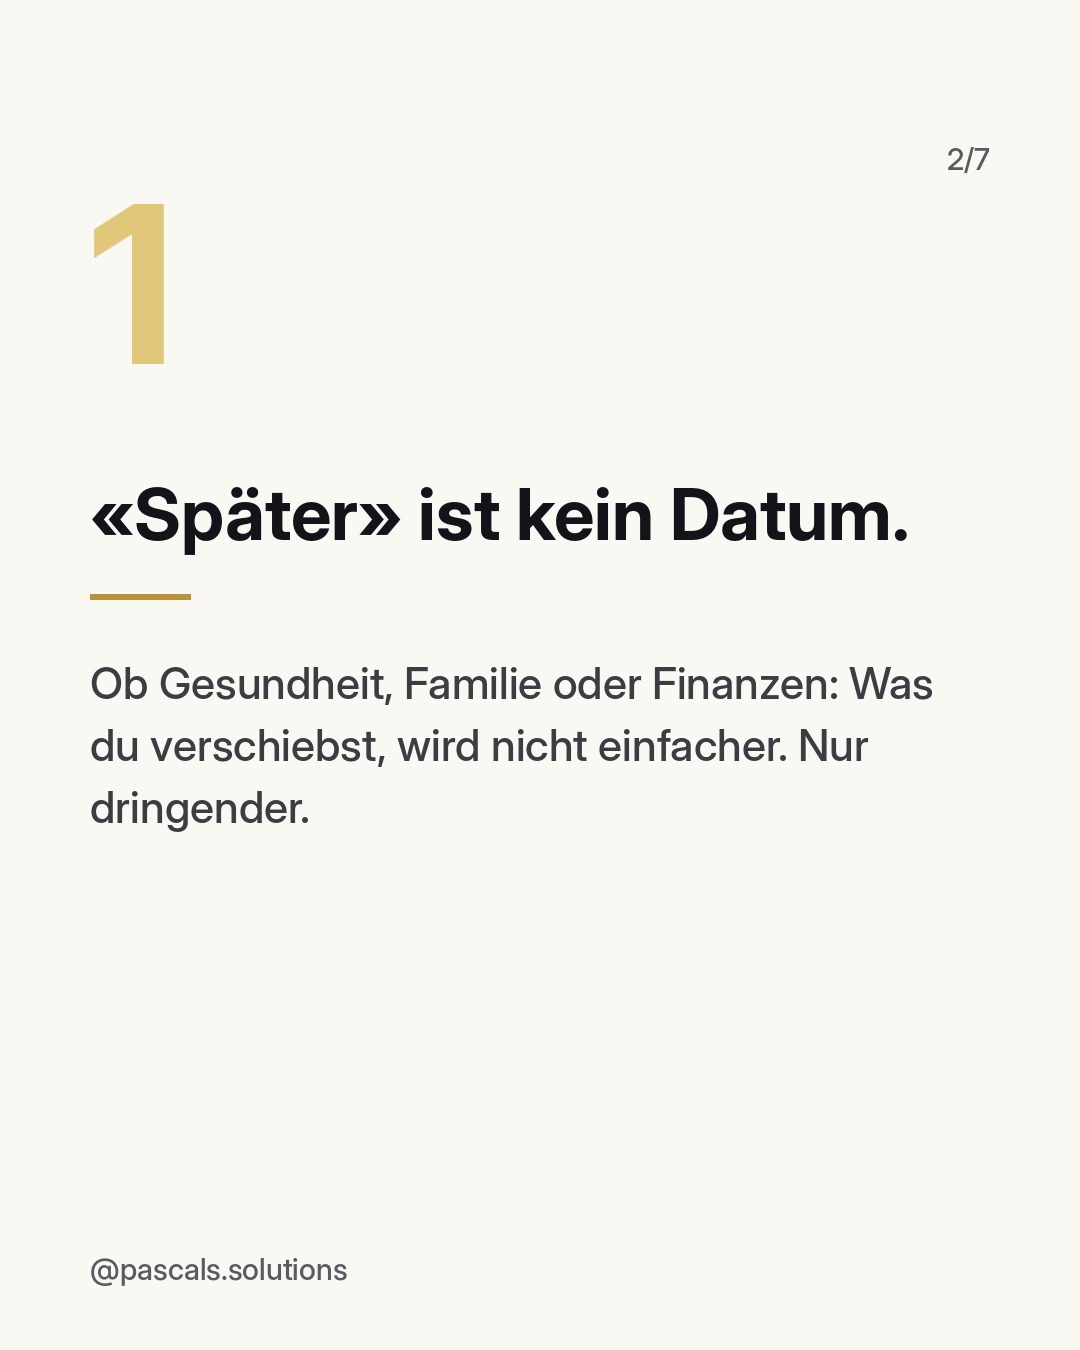 2/7
1
«Später» ist kein Datum.
Ob Gesundheit, Familie oder Finanzen: Was
du verschiebst, wird nicht einfacher. Nur
dringender.
@pascals.solutions